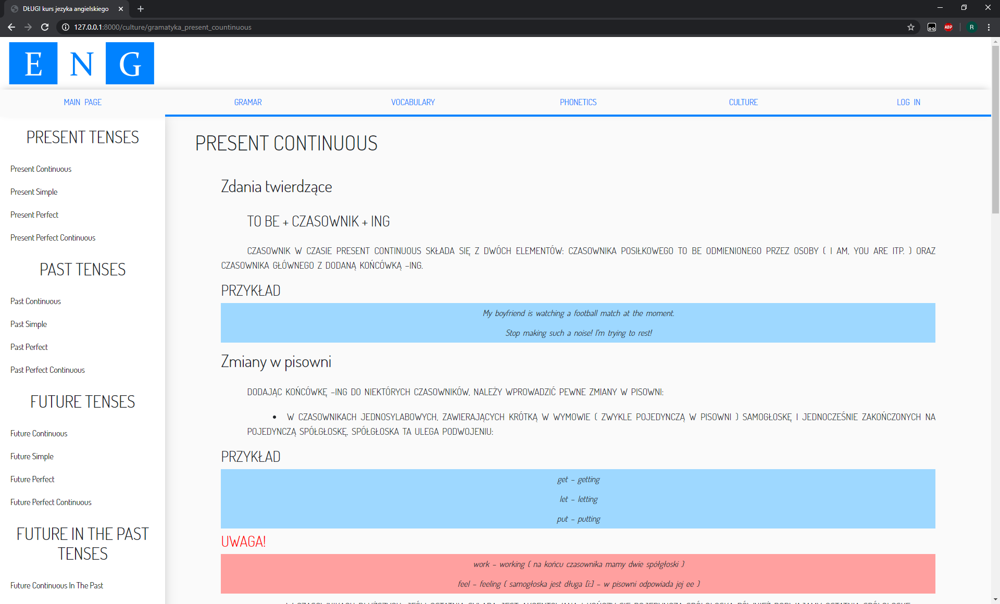 DŁUGI kurs jezyka angielskiego
127.0.0.1:8000/culture/gramatyka_present_countinuous
ABP
R
E N G
MAIN PAGE GRAMAR VOCABULARY PHONETICS CULTURE LOG IN
PRESENT TENSES
Present Continuous
Present Simple
Present Perfect
Present Perfect Continuous
PAST TENSES
Past Continuous
Past Simple
Past Perfect
Past Perfect Continuous
FUTURE TENSES
Future Continuous
Future Simple
Future Perfect
Future Perfect Continuous
FUTURE IN THE PAST
TENSES
Future Continuous In The Past
PRESENT CONTINUOUS
Zdania twierdzące
TO BE + CZASOWNIK + ING
CZASOWNIK W CZASIE PRESENT CONTINUOUS SKŁADA SIĘ Z DWÓCH ELEMENTÓW: CZASOWNIKA POSIŁKOWEGO TO BE ODMIENIONEGO PRZEZ OSOBY ( I AM, YOU ARE ITP. ) ORAZ
CZASOWNIKA GŁÓWNEGO Z DODANĄ KOŃCÓWKĄ –ING.
PRZYKŁAD
My boyfriend is watching a football match at the moment.
Stop making such a noise! I'm trying to rest!
Zmiany w pisowni
DODAJĄC KOŃCÓWKĘ –ING DO NIEKTÓRYCH CZASOWNIKÓW, NALEŻY WPROWADZIĆ PEWNE ZMIANY W PISOWNI:
• W CZASOWNIKACH JEDNOSYLABOWYCH, ZAWIERAJĄCYCH KRÓTKĄ W WYMOWIE ( ZWYKLE POJEDYNCZĄ W PISOWNI ) SAMOGŁOSKĘ I JEDNOCZEŚNIE ZAKOŃCZONYCH NA
POJEDYNCZĄ SPÓŁGŁOSKĘ, SPÓŁGŁOSKA TA ULEGA PODWOJENIU:
PRZYKŁAD
get – getting
let – letting
put – putting
UWAGA!
work – working ( na końcu czasownika mamy dwie spółgłoski )
feel – feeling ( samogłoska jest długa [i:] – w pisowni odpowiada jej ee )